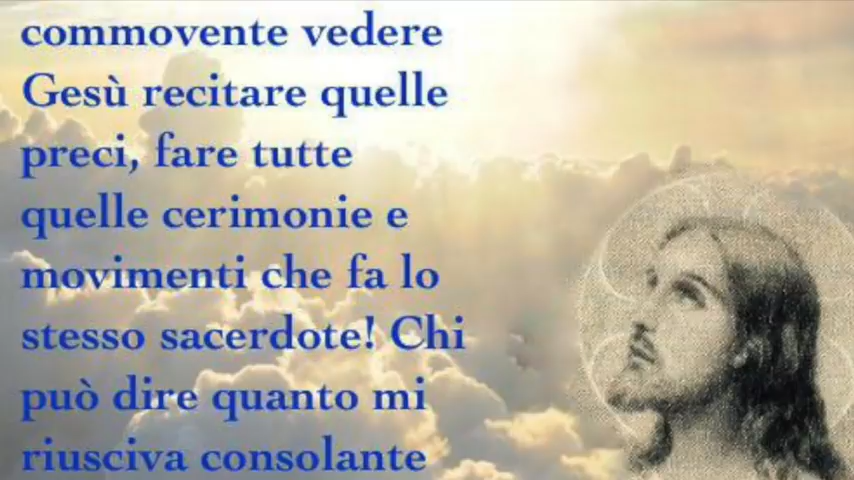 commovente vedere
Gesù recitare quelle
preci, fare tutte
quelle cerimonie e
movimenti che fa lo
stesso sacerdote! Chi
può dire quanto mi
riusciva consolante